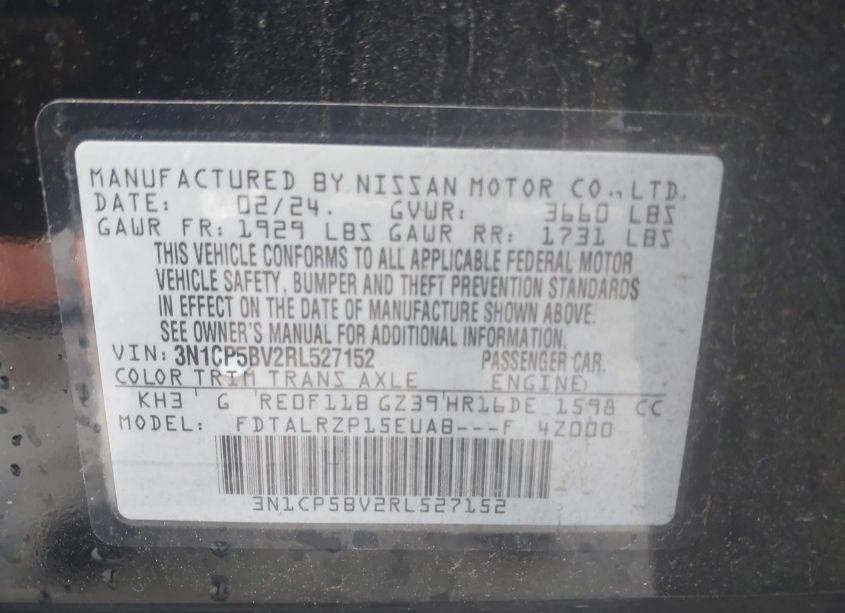 MANUFACTURED BY NISSAN MOTOR CO., LTD.
DATE: 02/24. GVWR: 3660 LBS
GAWR FR: 1929 LBS GAWR RR: 1731 LBS
THIS VEHICLE CONFORMS TO ALL APPLICABLE FEDERAL MOTOR
VEHICLE SAFETY, BUMPER AND THEFT PREVENTION STANDARDS
IN EFFECT ON THE DATE OF MANUFACTURE SHOWN ABOVE.
SEE OWNER'S MANUAL FOR ADDITIONAL INFORMATION.
VIN: 3N1CP5BV2RL527152 PASSENGER CAR.
COLOR TRIM TRANS AXLE ENGINE
KH3 G RE0F11B GZ39 HR16DE 1598 CC
MODEL: FDTALRZP15EUAB---F 4Z000
3N1CP5BV2RL527152